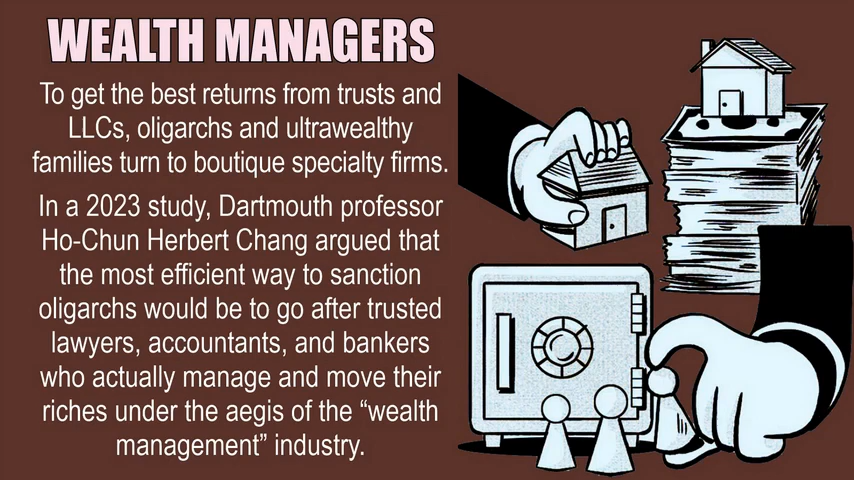 WEALTH MANAGERS
To get the best returns from trusts and
LLCs, oligarchs and ultrawealthy
families turn to boutique specialty firms.
In a 2023 study, Dartmouth professor
Ho-Chun Herbert Chang argued that
the most efficient way to sanction
oligarchs would be to go after trusted
lawyers, accountants, and bankers
who actually manage and move their
riches under the aegis of the “wealth
management” industry.